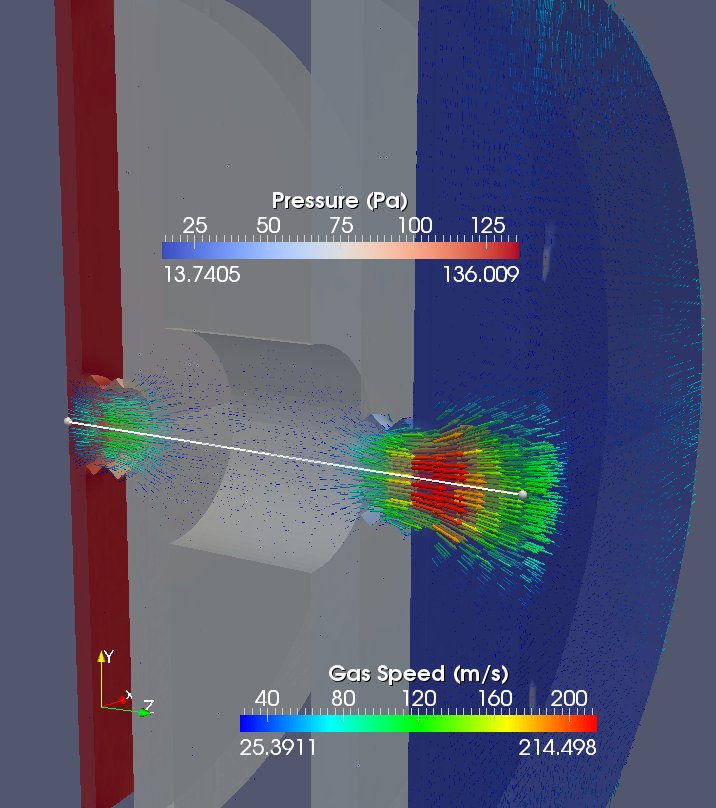 Pressure (Pa)
25 50 75 100 125
13.7405 136.009
Y
X
Z
Gas Speed (m/s)
40 80 120 160 200
25.3911 214.498